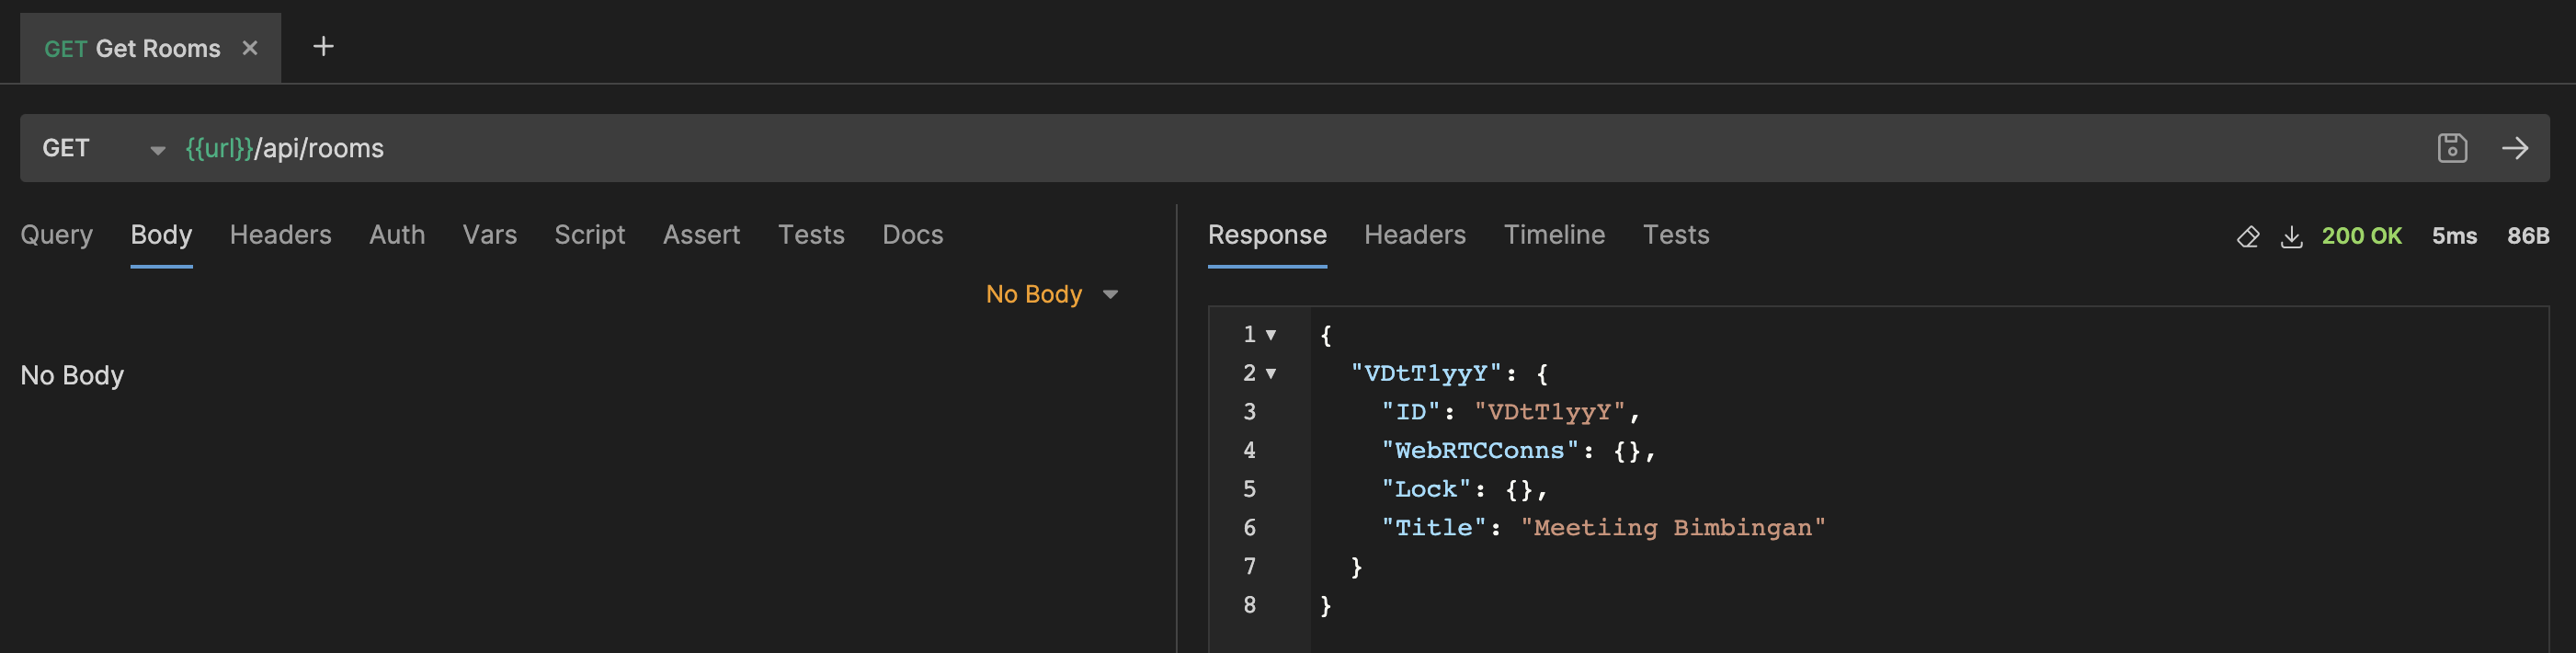 GET Get Rooms
GET {{url}}/api/rooms
Query Body Headers Auth Vars Script Assert Tests Docs
No Body
No Body
Response Headers Timeline Tests 200 OK 5ms 86B
1 {
2 "VDtT1yyY": {
3 "ID": "VDtT1yyY",
4 "WebRTCConns": {},
5 "Lock": {},
6 "Title": "Meetiing Bimbingan"
7 }
8 }